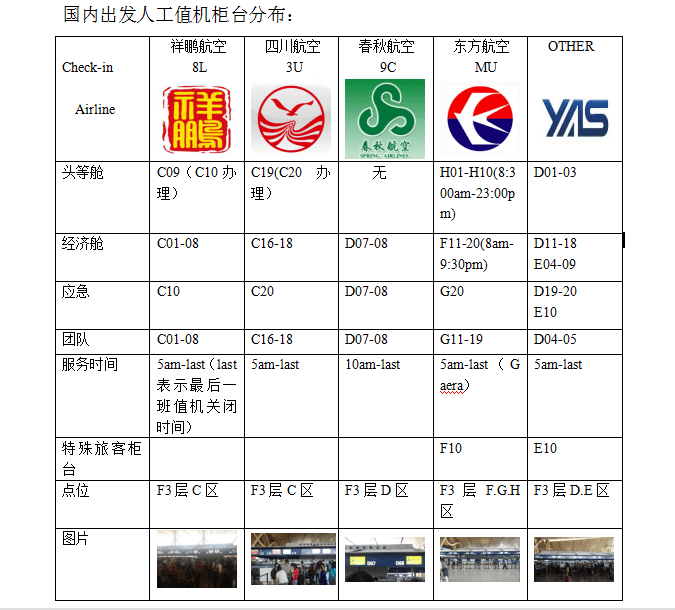 国内出发人工值机柜台分布：
Check-in
Airline
祥鹏航空
8L
四川航空
3U
春秋航空
9C
东方航空
MU
OTHER
祥鹏
春秋航空
SPRING AIRLINES
YAS
头等舱
C09（C10 办
理）
C19(C20 办
理）
无
H01-H10(8:3
0am-23:00p
m)
D01-03
经济舱
C01-08
C16-18
D07-08
F11-20(8am-
9:30pm)
D11-18
E04-09
应急
C10
C20
D07-08
G20
D19-20
E10
团队
C01-08
C16-18
D07-08
G11-19
D04-05
服务时间
5am-last（last
表示最后一
班值机关闭
时间）
5am-last
10am-last
5am-last （ G
aera）
5am-last
特殊旅客柜
台
F10
E10
点位
F3 层 C 区
F3 层 C 区
F3 层 D 区
F3 层 F.G.H
区
F3 层 D.E 区
图片
D07
D08